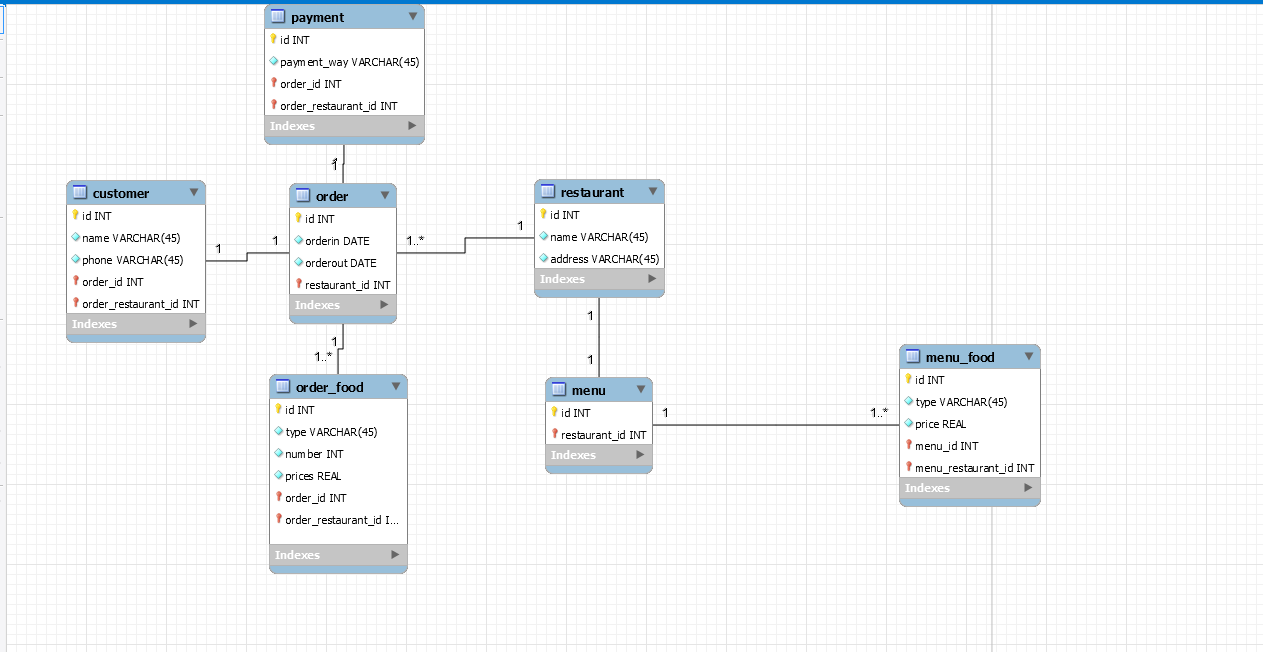 payment
id INT
payment_way VARCHAR(45)
order_id INT
order_restaurant_id INT
Indexes
1
1
customer
id INT
name VARCHAR(45)
phone VARCHAR(45)
order_id INT
order_restaurant_id INT
Indexes
1
1
order
id INT
orderin DATE
orderout DATE
restaurant_id INT
Indexes
1..*
1
restaurant
id INT
name VARCHAR(45)
address VARCHAR(45)
Indexes
1
1..*
order_food
id INT
type VARCHAR(45)
number INT
prices REAL
order_id INT
order_restaurant_id I...
Indexes
1
1
menu
id INT
restaurant_id INT
Indexes
1
1..*
menu_food
id INT
type VARCHAR(45)
price REAL
menu_id INT
menu_restaurant_id INT
Indexes